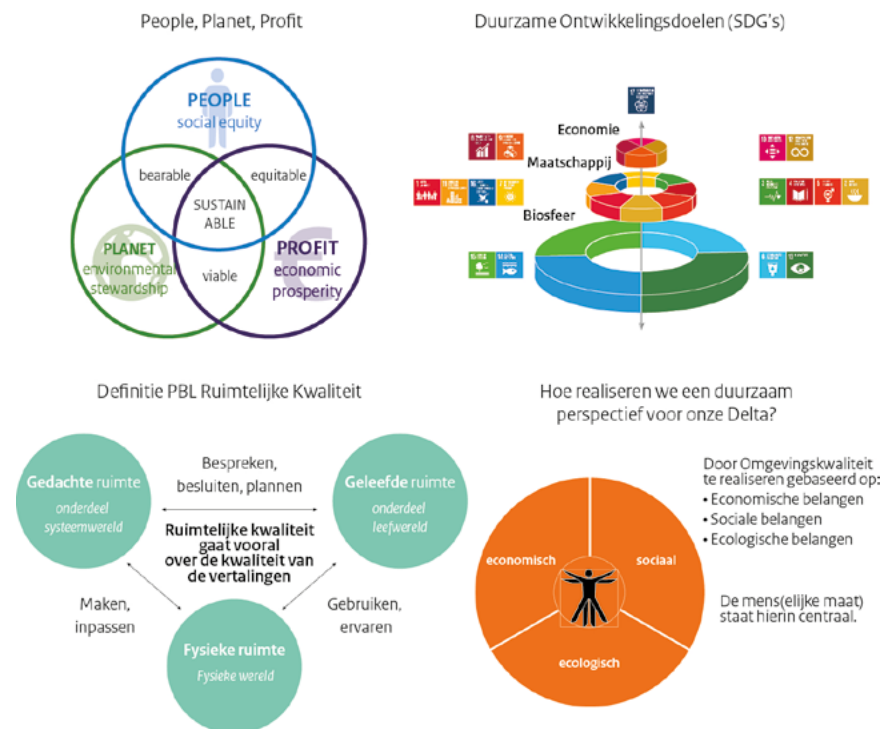 People, Planet, Profit
PEOPLE
social equity
bearable
equitable
SUSTAIN
ABLE
PLANET
environmental
stewardship
viable
PROFIT
economic
prosperity
Duurzame Ontwikkelingsdoelen (SDG's)
Economie
Maatschappij
Biosfeer
Definitie PBL Ruimtelijke Kwaliteit
Gedachte ruimte
onderdeel
systeemwereld
Bespreken,
besluiten, plannen
Geleefde ruimte
onderdeel
leefwereld
Ruimtelijke kwaliteit
gaat vooral
over de kwaliteit van
de vertalingen
Maken,
inpassen
Gebruiken,
ervaren
Fysieke ruimte
Fysieke wereld
Hoe realiseren we een duurzaam
perspectief voor onze Delta?
economisch
sociaal
ecologisch
Door Omgevingskwaliteit
te realiseren gebaseerd op:
• Economische belangen
• Sociale belangen
• Ecologische belangen
De mens(elijke maat)
staat hierin centraal.